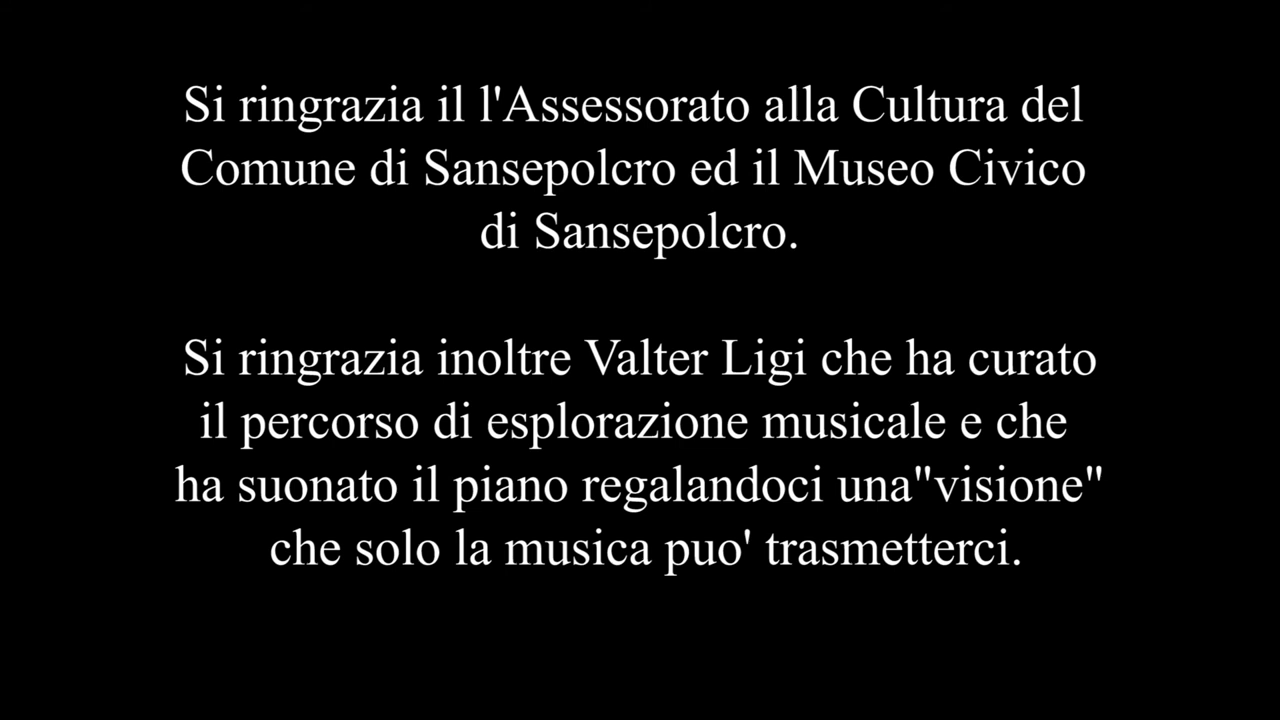 Si ringrazia il l'Assessorato alla Cultura del
Comune di Sansepolcro ed il Museo Civico
di Sansepolcro.
Si ringrazia inoltre Valter Ligi che ha curato
il percorso di esplorazione musicale e che
ha suonato il piano regalandoci una"visione"
che solo la musica puo' trasmetterci.